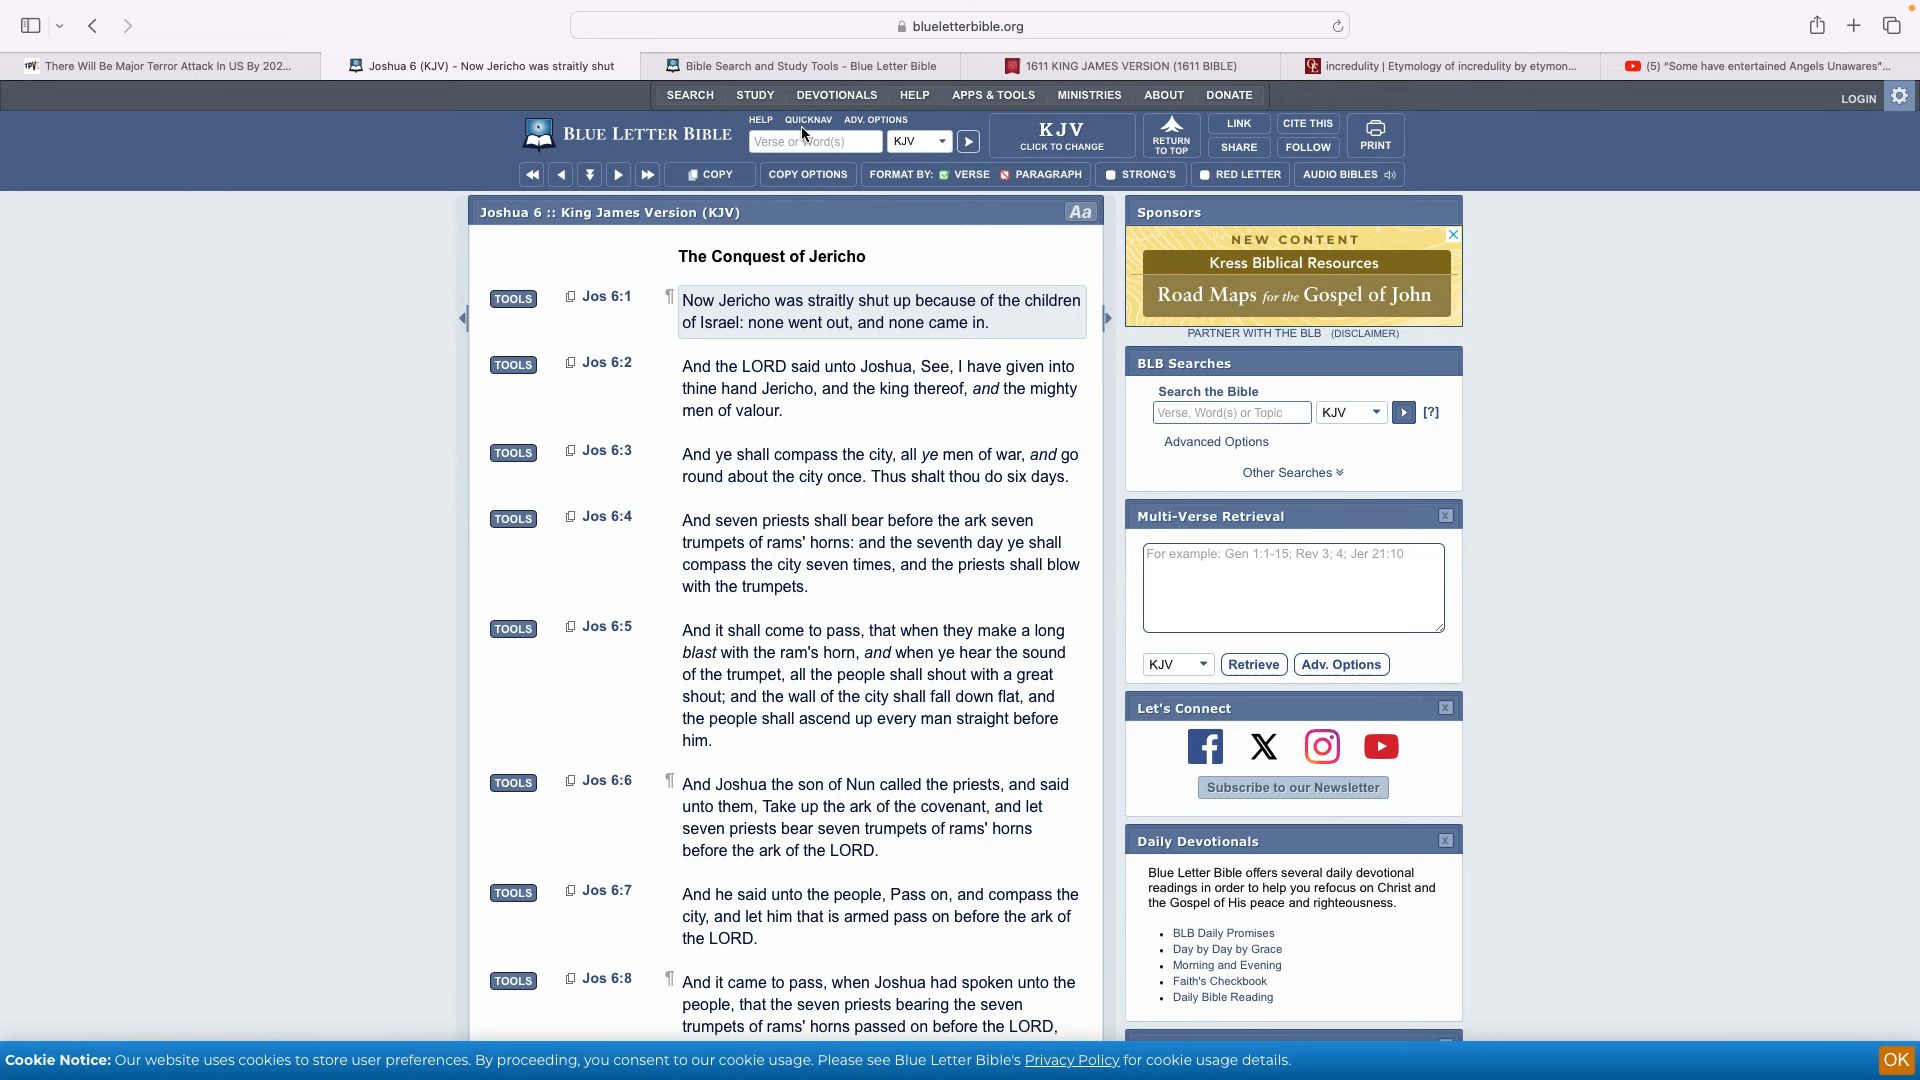 blueletterbible.org
There Will Be Major Terror Attack In US By 202...
Joshua 6 (KJV) - Now Jericho was straitly shut
Bible Search and Study Tools - Blue Letter Bible
1611 KING JAMES VERSION (1611 BIBLE)
incredulity | Etymology of incredulity by etymon...
(5) “Some have entertained Angels Unawares”...
SEARCH STUDY DEVOTIONALS HELP APPS & TOOLS MINISTRIES ABOUT DONATE
LOGIN
BLUE LETTER BIBLE
HELP QUICKNAV ADV. OPTIONS
Verse or Word(s)
KJV
KJV
CLICK TO CHANGE
RETURN
TO TOP
LINK
CITE THIS
SHARE
FOLLOW
PRINT
COPY
COPY OPTIONS
FORMAT BY: VERSE PARAGRAPH
STRONG'S
RED LETTER
AUDIO BIBLES
Joshua 6 :: King James Version (KJV)
Aa
The Conquest of Jericho
TOOLS
Jos 6:1
¶ Now Jericho was straitly shut up because of the children
of Israel: none went out, and none came in.
TOOLS
Jos 6:2
And the LORD said unto Joshua, See, I have given into
thine hand Jericho, and the king thereof, and the mighty
men of valour.
TOOLS
Jos 6:3
And ye shall compass the city, all ye men of war, and go
round about the city once. Thus shalt thou do six days.
TOOLS
Jos 6:4
And seven priests shall bear before the ark seven
trumpets of rams' horns: and the seventh day ye shall
compass the city seven times, and the priests shall blow
with the trumpets.
TOOLS
Jos 6:5
And it shall come to pass, that when they make a long
blast with the ram's horn, and when ye hear the sound
of the trumpet, all the people shall shout with a great
shout; and the wall of the city shall fall down flat, and
the people shall ascend up every man straight before
him.
TOOLS
Jos 6:6
¶ And Joshua the son of Nun called the priests, and said
unto them, Take up the ark of the covenant, and let
seven priests bear seven trumpets of rams' horns
before the ark of the LORD.
TOOLS
Jos 6:7
And he said unto the people, Pass on, and compass the
city, and let him that is armed pass on before the ark of
the LORD.
TOOLS
Jos 6:8
¶ And it came to pass, when Joshua had spoken unto the
people, that the seven priests bearing the seven
trumpets of rams' horns passed on before the LORD,
Sponsors
NEW CONTENT
Kress Biblical Resources
Road Maps for the Gospel of John
PARTNER WITH THE BLB (DISCLAIMER)
BLB Searches
Search the Bible
Verse, Word(s) or Topic
KJV
[?]
Advanced Options
Other Searches
Multi-Verse Retrieval
x
For example: Gen 1:1-15; Rev 3; 4; Jer 21:10
KJV
Retrieve
Adv. Options
Let's Connect
x
Subscribe to our Newsletter
Daily Devotionals
x
Blue Letter Bible offers several daily devotional
readings in order to help you refocus on Christ and
the Gospel of His peace and righteousness.
• BLB Daily Promises
• Day by Day by Grace
• Morning and Evening
• Faith's Checkbook
• Daily Bible Reading
Cookie Notice: Our website uses cookies to store user preferences. By proceeding, you consent to our cookie usage. Please see Blue Letter Bible's Privacy Policy for cookie usage details.
OK